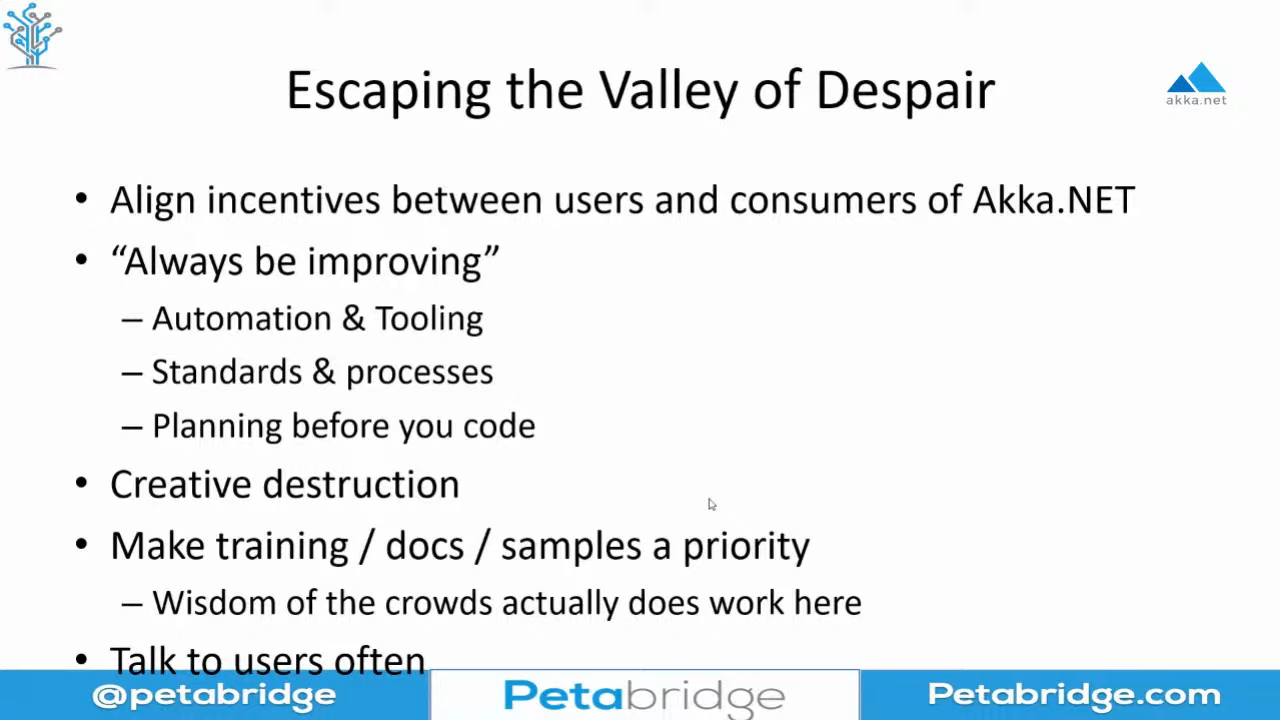 Escaping the Valley of Despair
akka.net
• Align incentives between users and consumers of Akka.NET
• “Always be improving”
– Automation & Tooling
– Standards & processes
– Planning before you code
• Creative destruction
• Make training / docs / samples a priority
– Wisdom of the crowds actually does work here
• Talk to users often
@petabridge
Petabridge
Petabridge.com